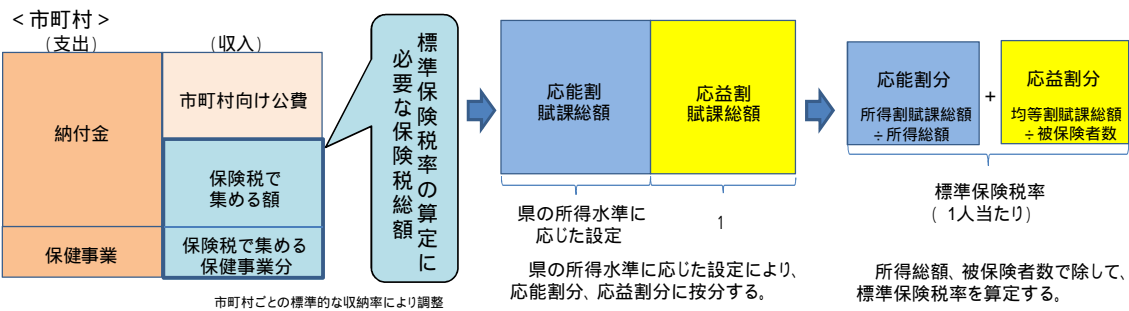 ＜市町村＞
(支出)
(収入)
納付金
保健事業
市町村向け公費
保険税で
集める額
保険税で集める
保健事業分
市町村ごとの標準的な収納率により調整
標準保険税率の算定に
必要な保険税総額
応能割
賦課総額
応益割
賦課総額
県の所得水準に
応じた設定
1
県の所得水準に応じた設定により、
応能割分、応益割分に按分する。
応能割分
所得割賦課総額
÷所得総額
+
応益割分
均等割賦課総額
÷被保険者数
標準保険税率
( 1人当たり)
所得総額、被保険者数で除して、
標準保険税率を算定する。